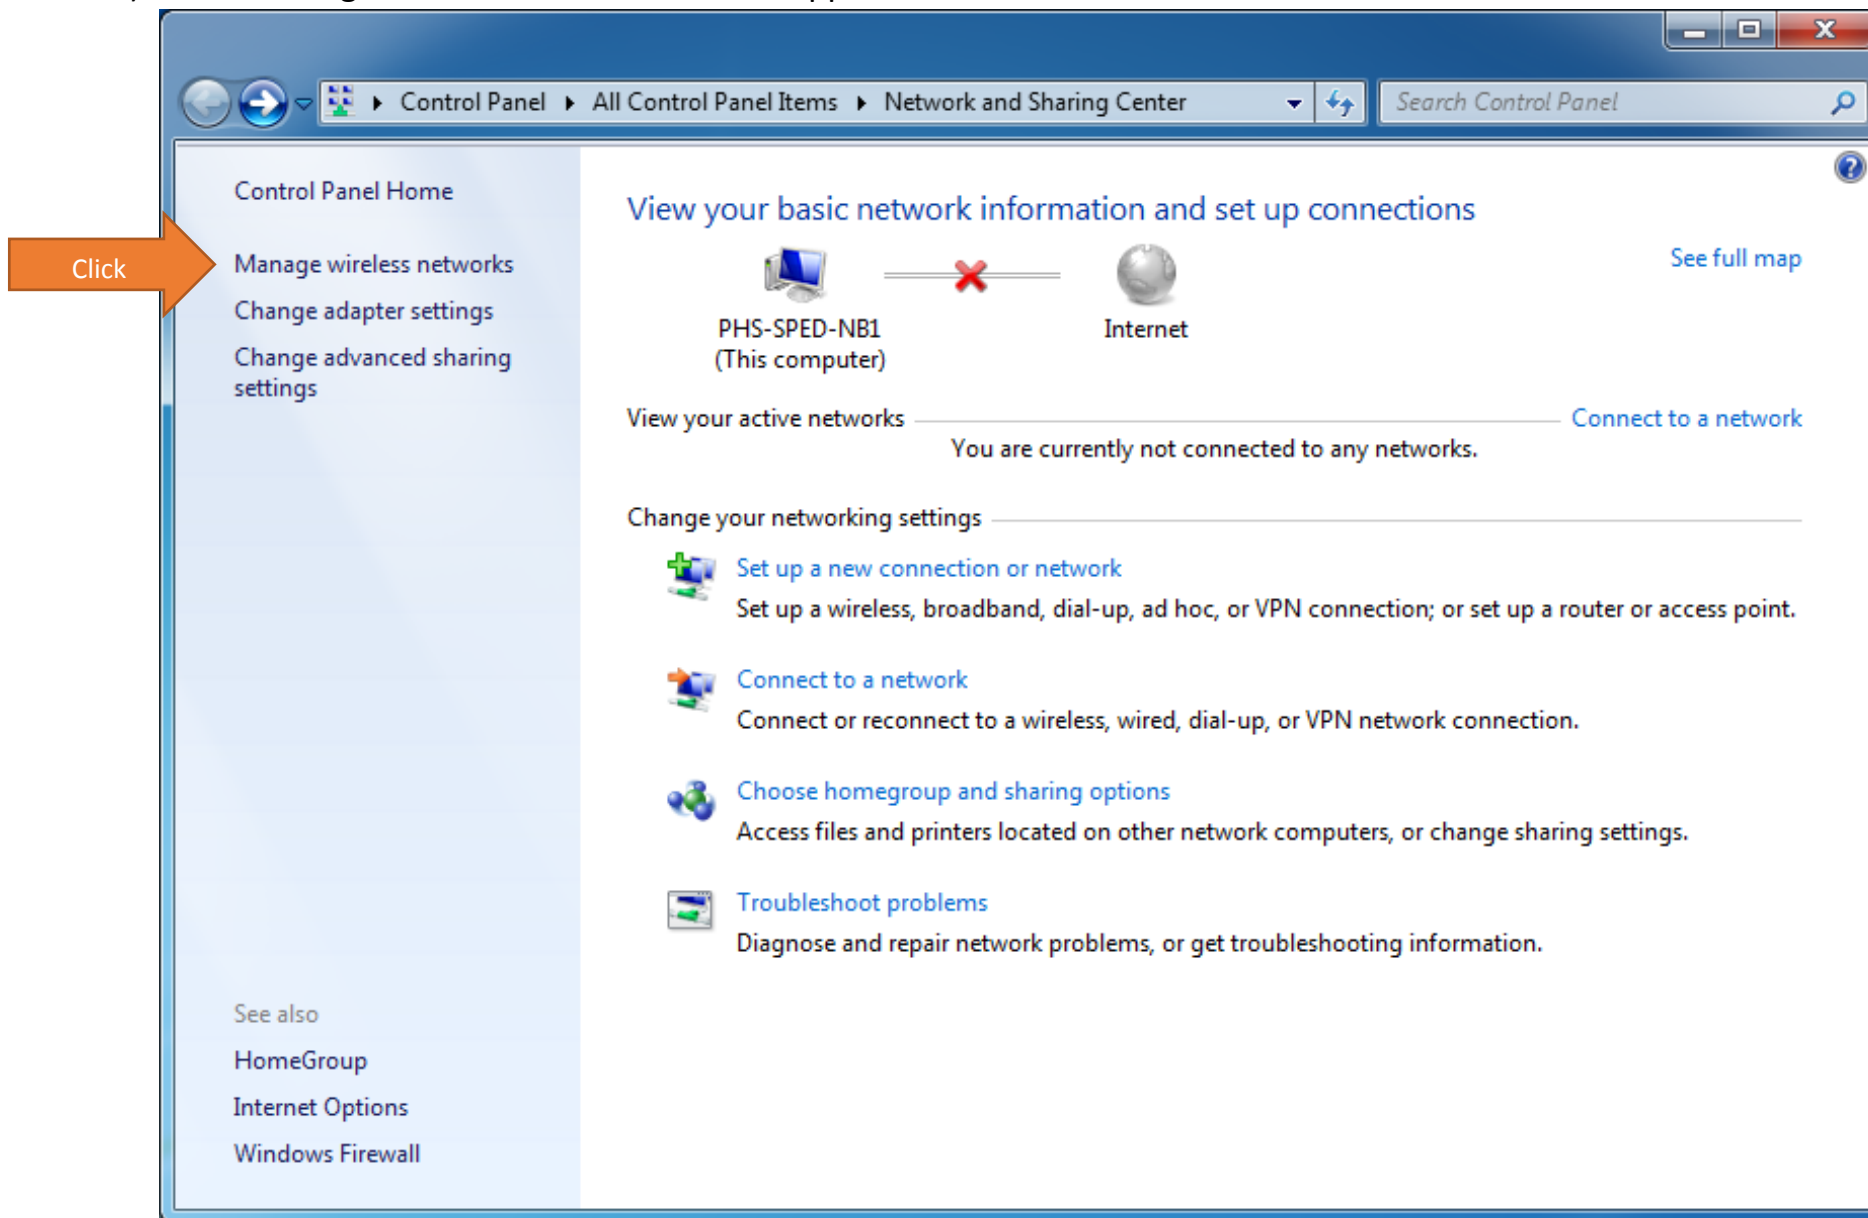 Control Panel
All Control Panel Items
Network and Sharing Center
Search Control Panel
Control Panel Home
Click
Manage wireless networks
Change adapter settings
Change advanced sharing
settings
See also
HomeGroup
Internet Options
Windows Firewall
View your basic network information and set up connections
See full map
PHS-SPED-NB1
(This computer)
Internet
View your active networks
Connect to a network
You are currently not connected to any networks.
Change your networking settings
Set up a new connection or network
Set up a wireless, broadband, dial-up, ad hoc, or VPN connection; or set up a router or access point.
Connect to a network
Connect or reconnect to a wireless, wired, dial-up, or VPN network connection.
Choose homegroup and sharing options
Access files and printers located on other network computers, or change sharing settings.
Troubleshoot problems
Diagnose and repair network problems, or get troubleshooting information.